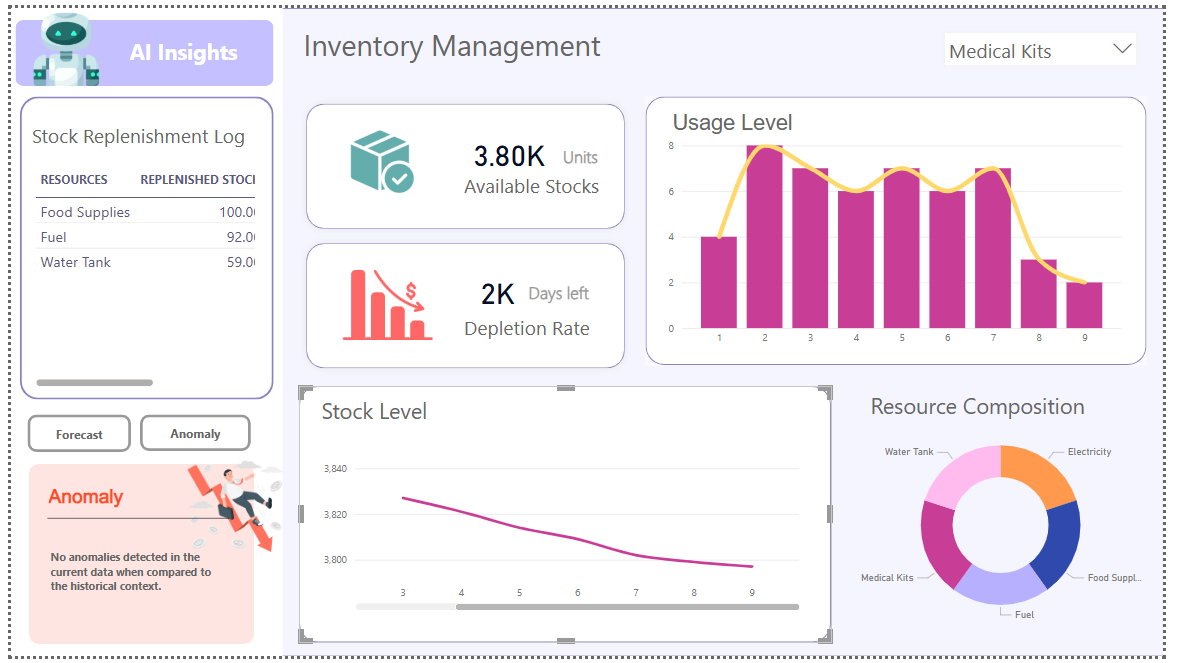 AI Insights
Inventory Management
Medical Kits
Stock Replenishment Log
RESOURCES REPLENISHED STOCI
Food Supplies 100.00
Fuel 92.00
Water Tank 59.00
Forecast Anomaly
Anomaly
No anomalies detected in the
current data when compared to
the historical context.
3.80K Units
Available Stocks
$
2K Days left
Depletion Rate
Usage Level
8
6
4
2
0
1 2 3 4 5 6 7 8 9
Stock Level
3,840
3,820
3,800
3 4 5 6 7 8 9
Resource Composition
Water Tank
Electricity
Medical Kits
Food Suppl...
Fuel